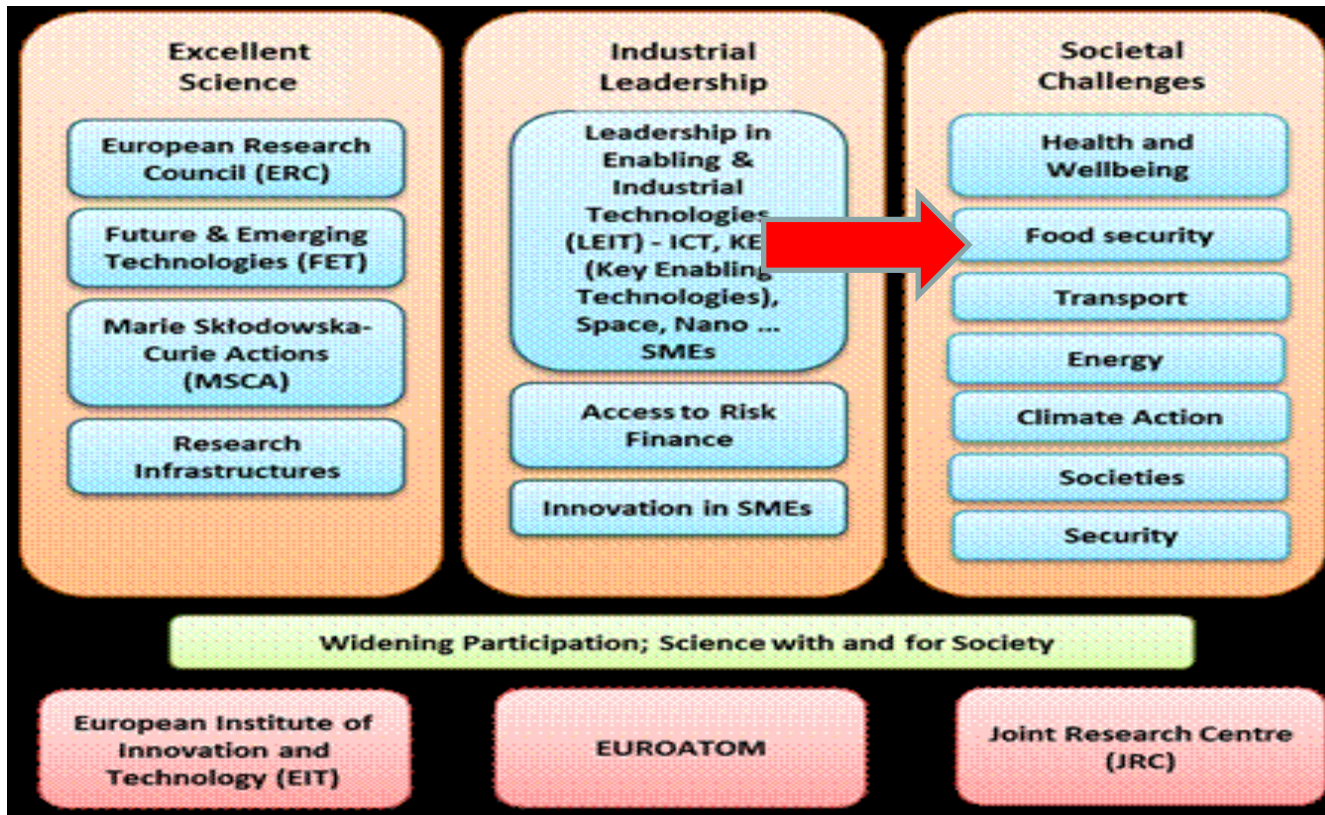 Excellent
Science
European Research
Council (ERC)
Future & Emerging
Technologies (FET)
Marie Skłodowska-
Curie Actions
(MSCA)
Research
Infrastructures
Industrial
Leadership
Leadership in
Enabling &
Industrial
Technologies
(LEIT) - ICT,
(Key Enabling
Technologies),
Space, Nano ...
SMEs
Access to Risk
Finance
Innovation in SMEs
Societal
Challenges
Health and
Wellbeing
Food security
Transport
Energy
Climate Action
Societies
Security
Widening Participation; Science with and for Society
European Institute of
Innovation and
Technology (EIT)
EUROATOM
Joint Research Centre
(JRC)